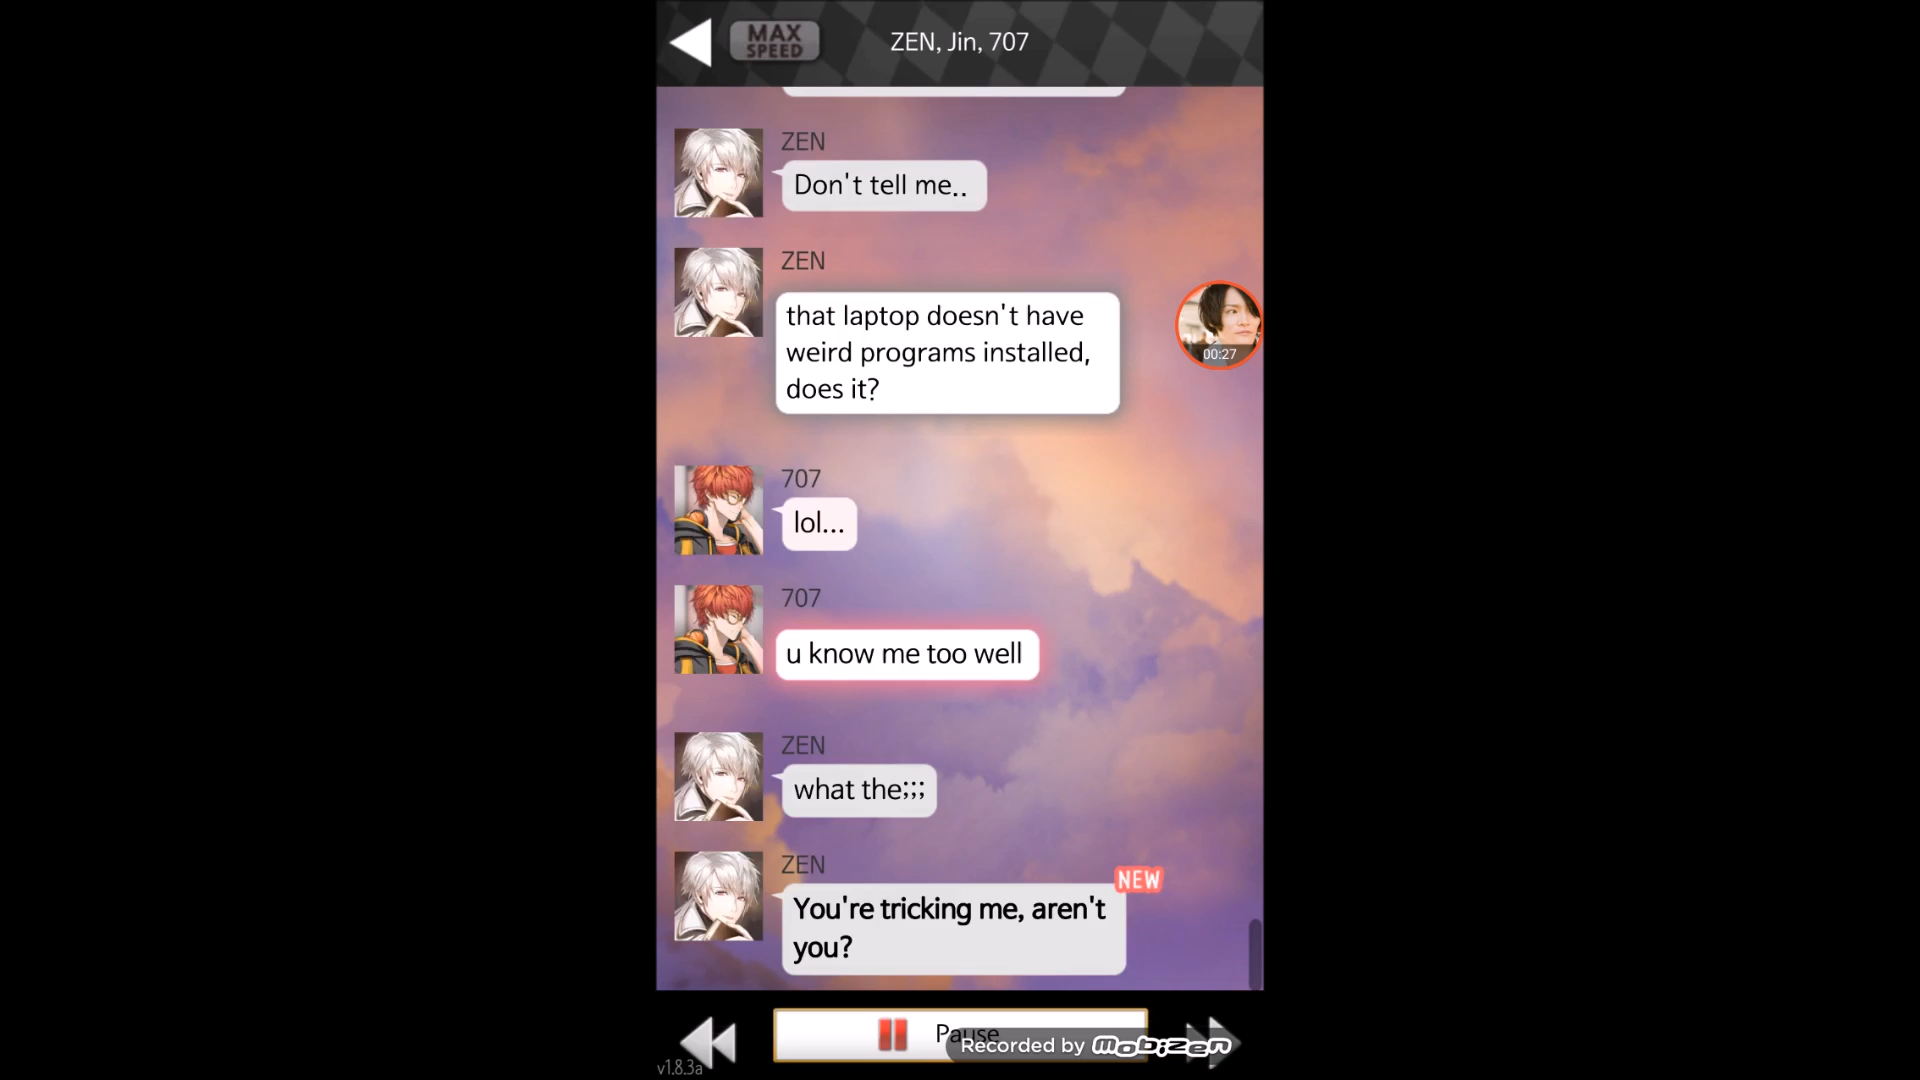 MAX
SPEED
ZEN, Jin, 707
ZEN
Don't tell me..
ZEN
that laptop doesn't have
weird programs installed,
does it?
00:27
707
lol...
707
u know me too well
ZEN
what the;;;
ZEN
NEW
You're tricking me, aren't
you?
Pause
Recorded by mobizen
v1.8.3a